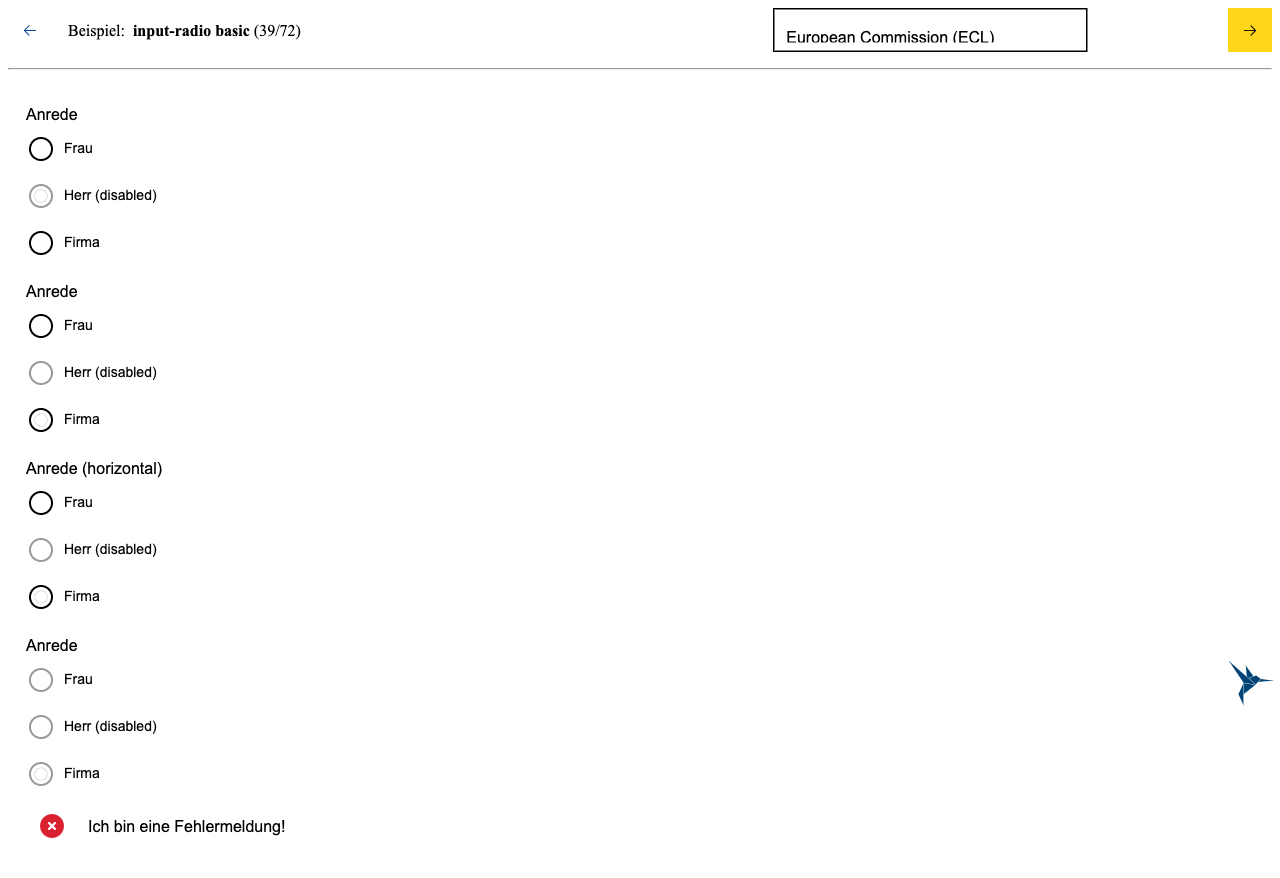 Beispiel: input-radio basic (39/72)
European Commission (ECL)
Anrede
Frau
Herr (disabled)
Firma
Anrede
Frau
Herr (disabled)
Firma
Anrede (horizontal)
Frau
Herr (disabled)
Firma
Anrede
Frau
Herr (disabled)
Firma
Ich bin eine Fehlermeldung!